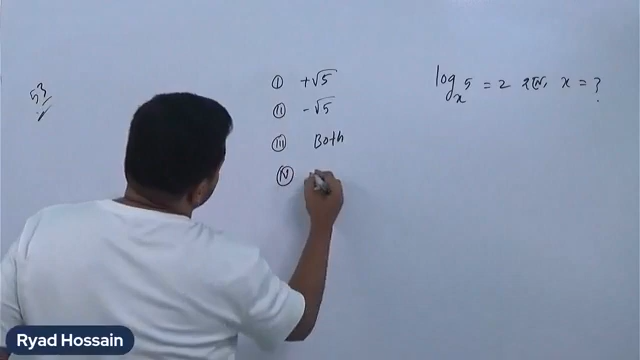 53
① +√5
② -√5
③ Both
④
log_x 5 = 2 হলে, x = ?
Ryad Hossain